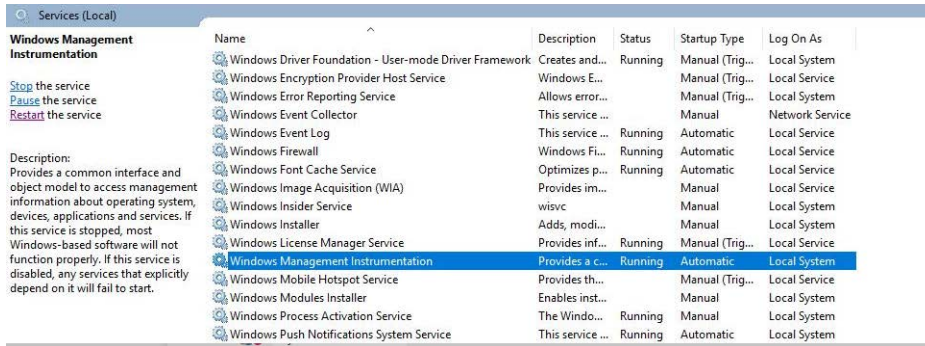 Services (Local)
Windows Management
Instrumentation
Stop the service
Pause the service
Restart the service
Description:
Provides a common interface and
object model to access management
information about operating system,
devices, applications and services. If
this service is stopped, most
Windows-based software will not
function properly. If this service is
disabled, any services that explicitly
depend on it will fail to start.
Name Description Status Startup Type Log On As
Windows Driver Foundation - User-mode Driver Framework Creates and... Running Manual (Trig... Local System
Windows Encryption Provider Host Service Windows E... Manual (Trig... Local Service
Windows Error Reporting Service Allows error... Manual (Trig... Local System
Windows Event Collector This service ... Manual Network Service
Windows Event Log This service ... Running Automatic Local Service
Windows Firewall Windows Fi... Running Automatic Local Service
Windows Font Cache Service Optimizes p... Running Automatic Local Service
Windows Image Acquisition (WIA) Provides im... Manual Local Service
Windows Insider Service wisvc Manual Local System
Windows Installer Adds, modi... Manual Local System
Windows License Manager Service Provides inf... Running Manual (Trig... Local Service
Windows Management Instrumentation Provides a c... Running Automatic Local System
Windows Mobile Hotspot Service Provides th... Manual (Trig... Local Service
Windows Modules Installer Enables inst... Manual Local System
Windows Process Activation Service The Windo... Running Manual Local System
Windows Push Notifications System Service This service ... Running Automatic Local System